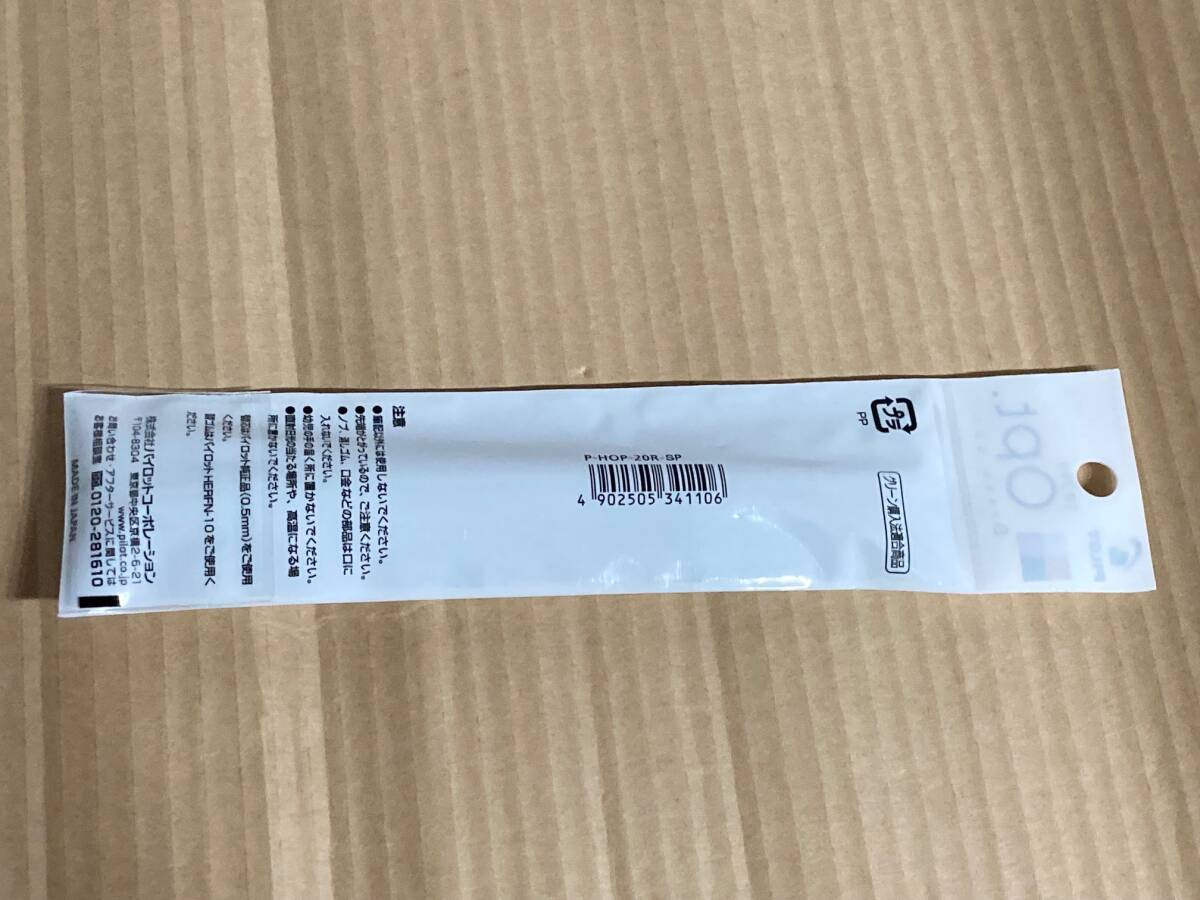 PP
グリーン購入法適合商品
P-HOP-20R-SP
4 902505 341106
注意
●筆記以外には使用しないでください。
●先端がとがっているので、ご注意ください。
●ノブ、消しゴム、口金などの部品は口に
入れないでください。
●幼児の手の届く所に置かないでください。
●直射日光の当たる場所や、高温になる場
所に置かないでください。
替芯はパイロット純正品(0.5mm)をご使用
ください。
替ゴムはパイロットHERFN-10をご使用く
ださい。
株式会社パイロットコーポレーション
〒104-8304 東京都中央区京橋2-6-21
www.pilot.co.jp
お問い合わせ・アフターサービスに関しては
お客様相談室 0120-281610
MADE IN JAPAN